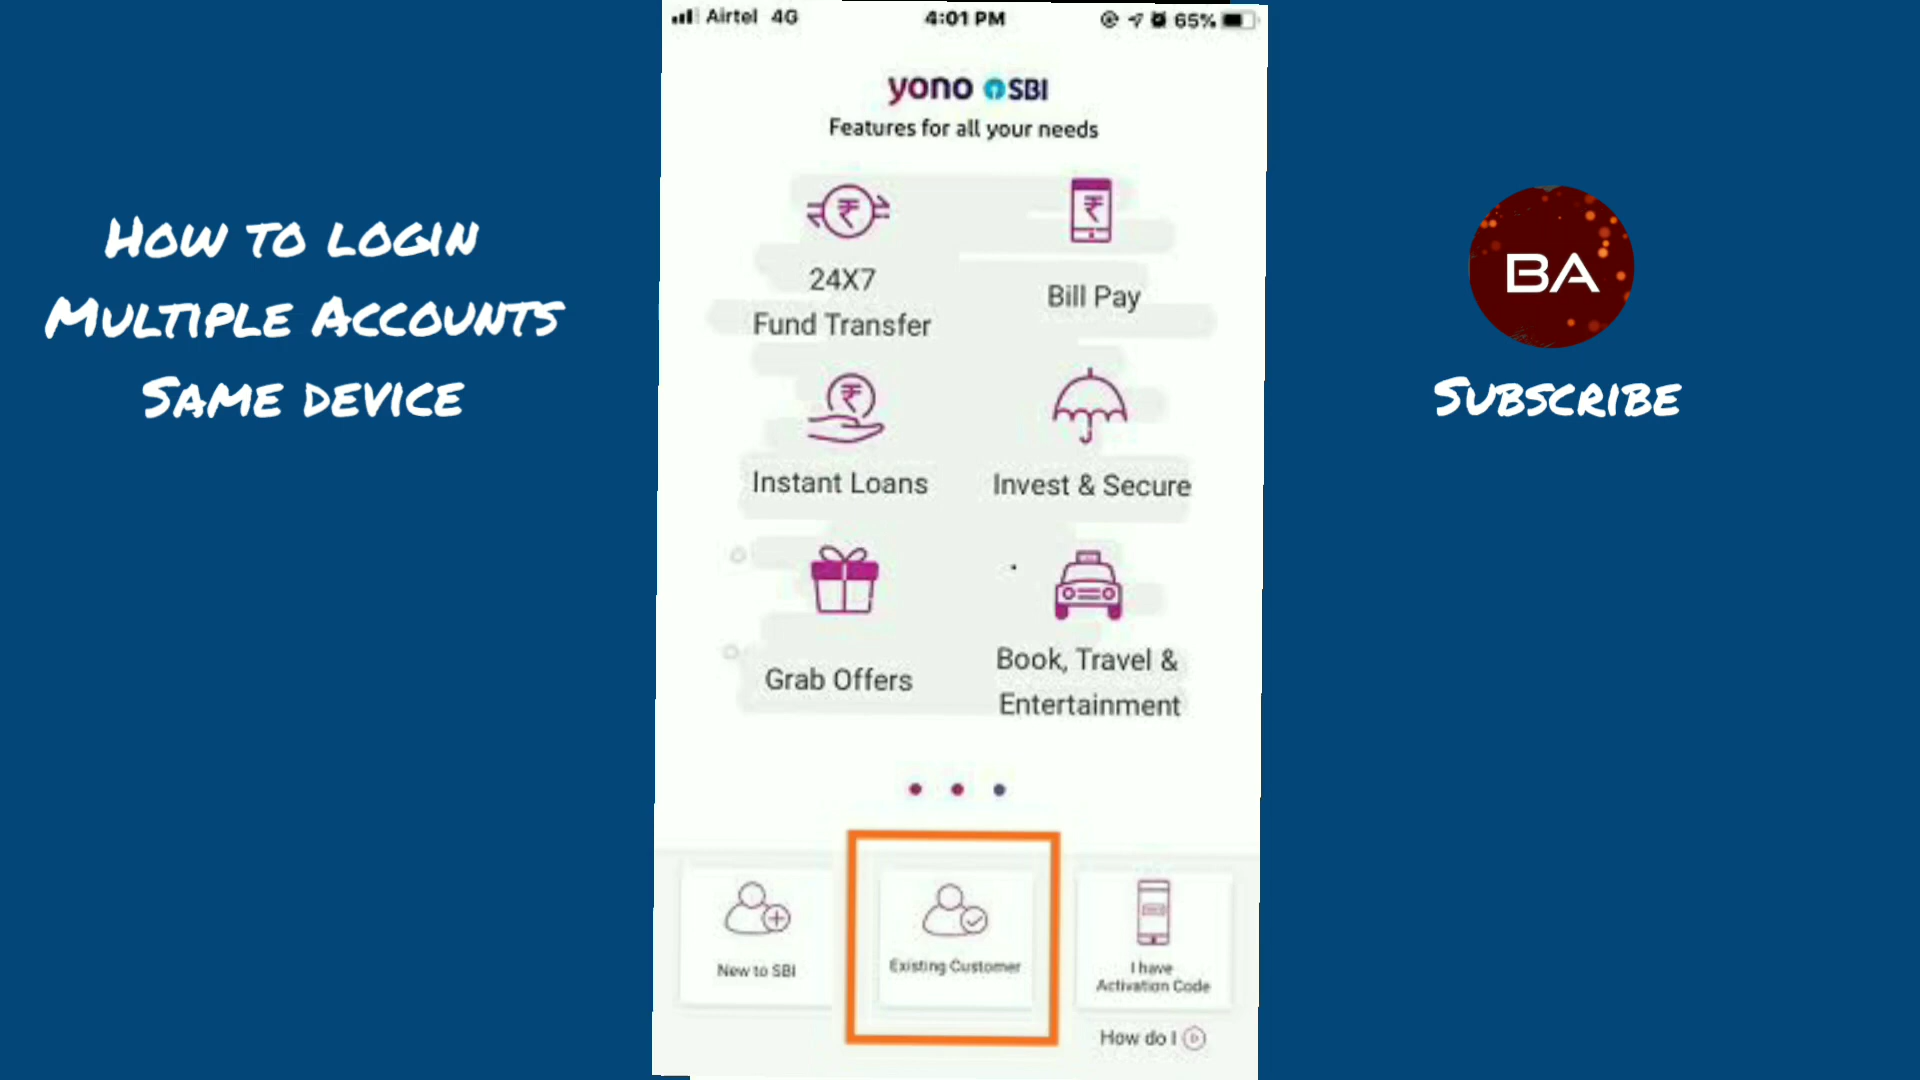 Airtel 4G 4:01 PM 65%
yono SBI
Features for all your needs
24X7
Fund Transfer
Bill Pay
Instant Loans
Invest & Secure
Grab Offers
Book, Travel &
Entertainment
New to SBI
Existing Customer
I have
Activation Code
How do I
How to login
Multiple Accounts
Same device
BA
Subscribe